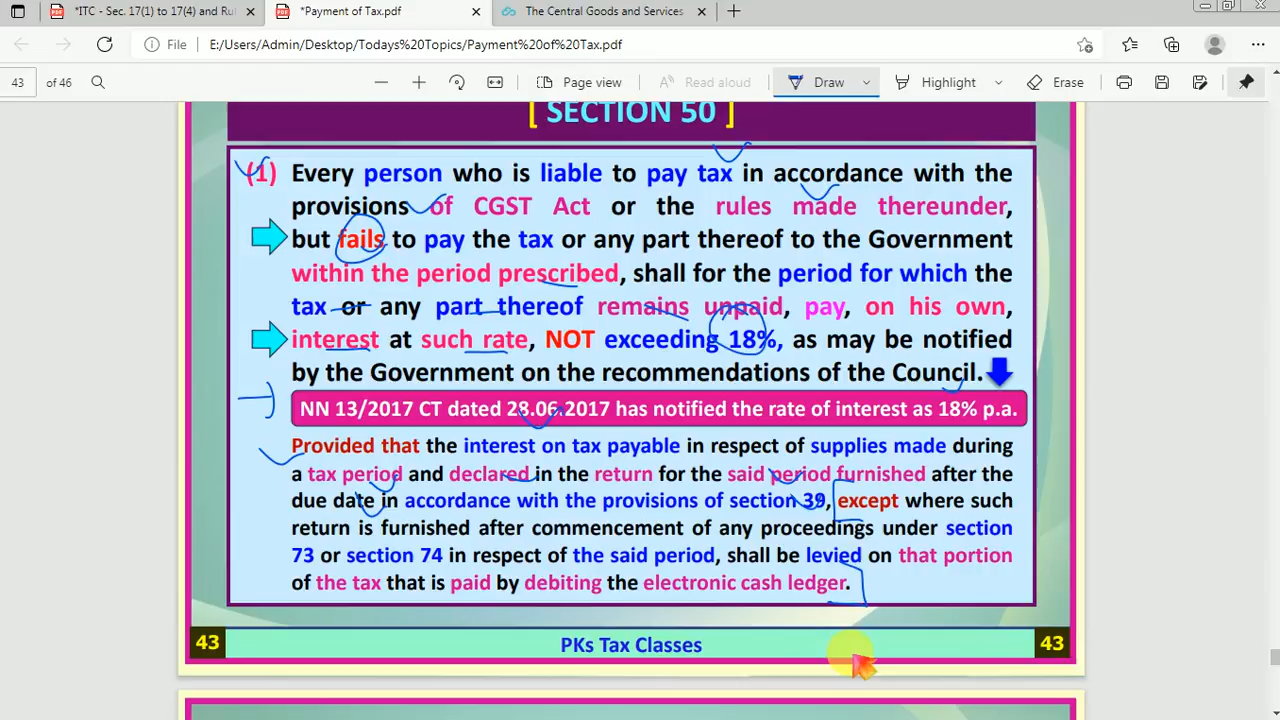 *ITC - Sec. 17(1) to 17(4) and Ru
*Payment of Tax.pdf
The Central Goods and Services
File
E:/Users/Admin/Desktop/Todays%20Topics/Payment%20of%20Tax.pdf
43 of 46
Page view
Read aloud
Draw
Highlight
Erase
[ SECTION 50 ]
(1) Every person who is liable to pay tax in accordance with the
provisions of CGST Act or the rules made thereunder,
but fails to pay the tax or any part thereof to the Government
within the period prescribed, shall for the period for which the
tax or any part thereof remains unpaid, pay, on his own,
interest at such rate, NOT exceeding 18%, as may be notified
by the Government on the recommendations of the Council.
NN 13/2017 CT dated 28.06.2017 has notified the rate of interest as 18% p.a.
Provided that the interest on tax payable in respect of supplies made during
a tax period and declared in the return for the said period furnished after the
due date in accordance with the provisions of section 39, except where such
return is furnished after commencement of any proceedings under section
73 or section 74 in respect of the said period, shall be levied on that portion
of the tax that is paid by debiting the electronic cash ledger.
43
PKs Tax Classes
43